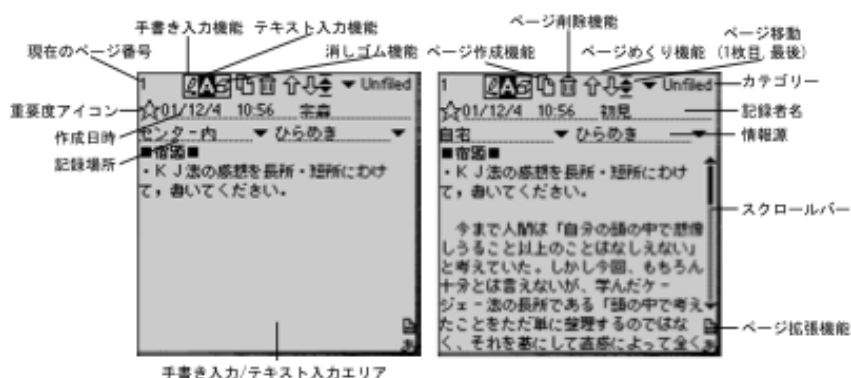 手書き入力機能 テキスト入力機能
ページ削除機能
ページ移動
現在のページ番号
消しゴム機能
ページ作成機能
ページめくり機能
(1枚目,最後)
1
A
Unfiled
1
A
Unfiled
カテゴリー
重要度アイコン
☆01/12/4 10:56
☆01/12/4 10:56 初見
記録者名
作成日時
センター内 ひらめき
自宅 ひらめき
情報源
記録場所
■宿題■
・KJ法の感想を長所・短所にわけ
て，書いてください。
■宿題■
・KJ法の感想を長所・短所にわけ
て，書いてください。
今まで人間は「自分の頭の中で想像
しうること以上のことはなしえない」
と考えていた。しかし今回、もちろん
十分とは言えないが、学んだケー
ジェー法の長所である「頭の中で考え
たことをただ単に整理するのではな
く、それを基にして直感によって全く
スクロールバー
ページ拡張機能
あ
あ
手書き入力/テキスト入力エリア